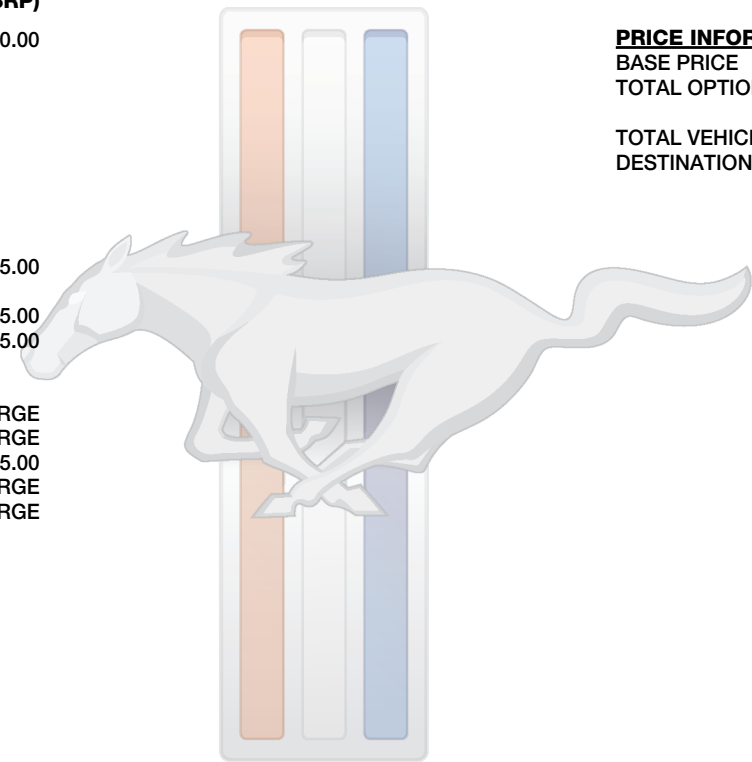 RP)
0.00
5.00
5.00
5.00
RGE
RGE
5.00
RGE
RGE
PRICE INFOR
BASE PRICE
TOTAL OPTIO
TOTAL VEHICL
DESTINATION